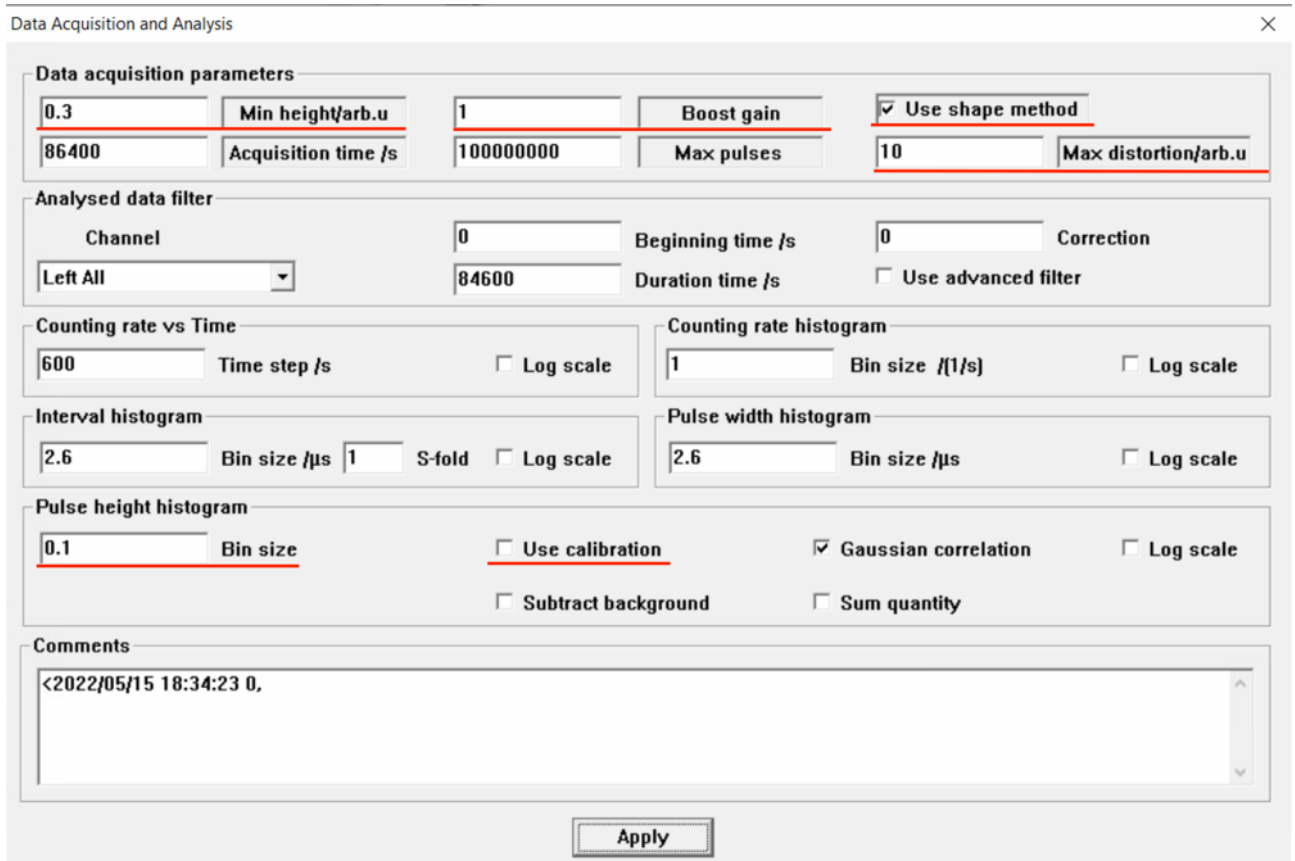 Data Acquisition and Analysis
Data acquisition parameters
0.3 Min height/arb.u 1 Boost gain Use shape method
86400 Acquisition time /s 100000000 Max pulses 10 Max distortion/arb.u
Analysed data filter
Channel 0 Beginning time /s 0 Correction
Left All 84600 Duration time /s Use advanced filter
Counting rate vs Time Counting rate histogram
600 Time step /s Log scale 1 Bin size /(1/s) Log scale
Interval histogram Pulse width histogram
2.6 Bin size /µs 1 S-fold Log scale 2.6 Bin size /µs Log scale
Pulse height histogram
0.1 Bin size Use calibration Gaussian correlation Log scale
Subtract background Sum quantity
Comments
<2022/05/15 18:34:23 0,
Apply